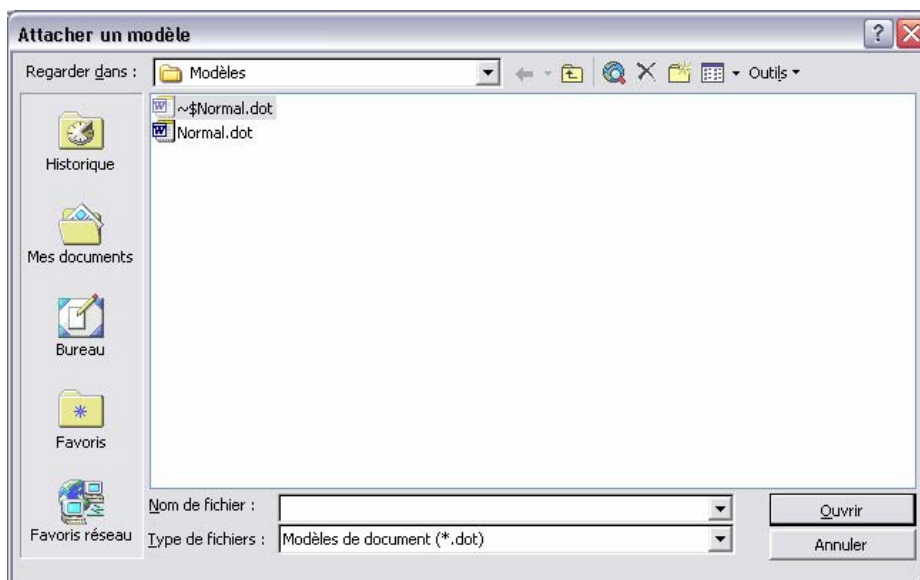 Attacher un modèle
Regarder dans :
Modèles
Outils
~$Normal.dot
Normal.dot
Historique
Mes documents
Bureau
Favoris
Favoris réseau
Nom de fichier :
Ouvrir
Type de fichiers :
Modèles de document (*.dot)
Annuler